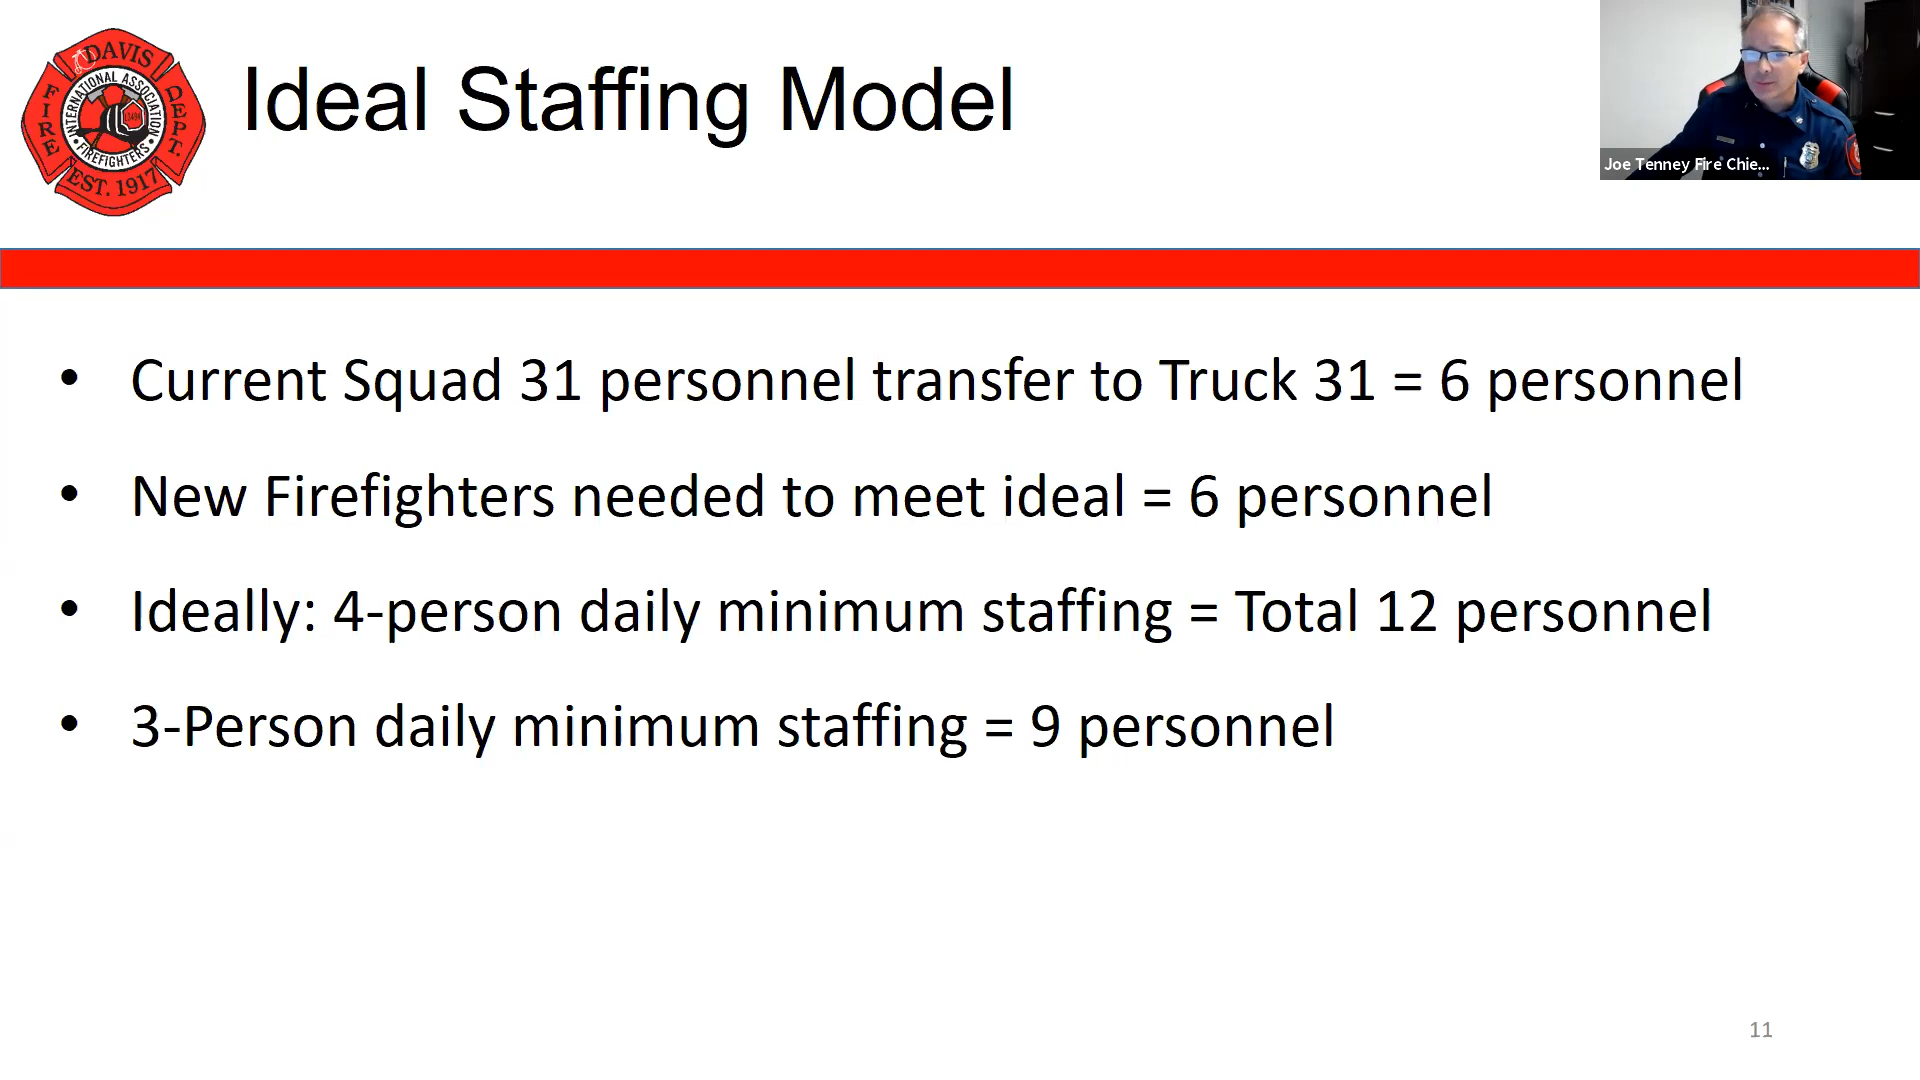 DAVIS
FIRE
DEPT.
INTERNATIONAL ASSOCIATION
FIREFIGHTERS
EST. 1917
Ideal Staffing Model
Joe Tenney Fire Chie...
• Current Squad 31 personnel transfer to Truck 31 = 6 personnel
• New Firefighters needed to meet ideal = 6 personnel
• Ideally: 4-person daily minimum staffing = Total 12 personnel
• 3-Person daily minimum staffing = 9 personnel
11